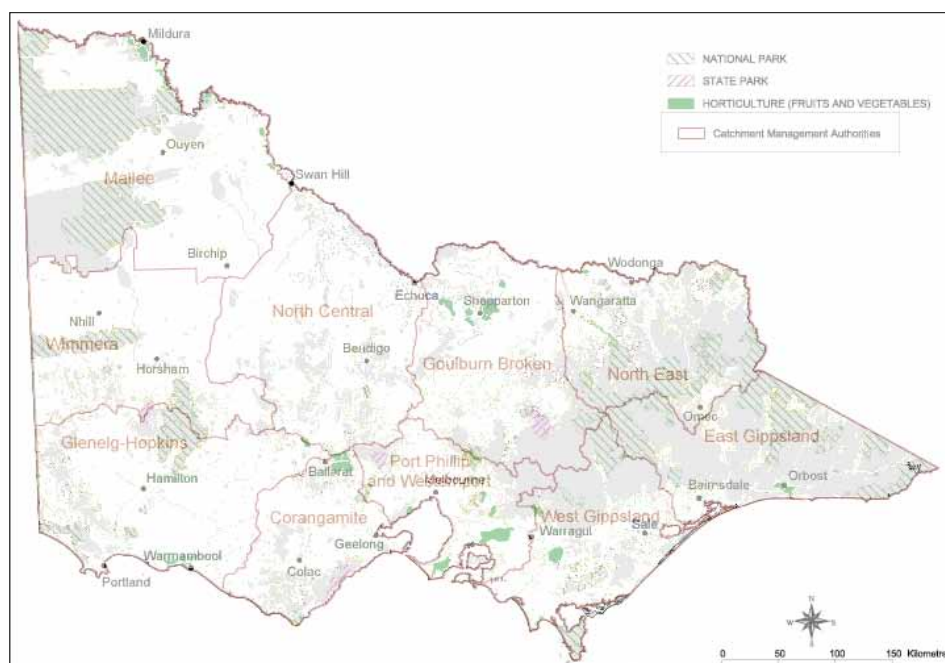 Mildura
NATIONAL PARK
STATE PARK
HORTICULTURE (FRUITS AND VEGETABLES)
Catchment Management Authorities
Ouyen
Mallee
Swan Hill
Birchip
Wodonga
Echuca
Shepparton
Wangaratta
North Central
Nhill
Wimmera
Bendigo
Horsham
Goulburn Broken
North East
Omeo
Glenelg-Hopkins
East Gippsland
Ballarat
Port Phillip
and Westernport
Melbourne
Hamilton
Orbost
Bairnsdale
Corangamite
West Gippsland
Geelong
Warragul
Sale
Warrnambool
Colac
Portland
N
W
S
0 50 100 150 Kilometre